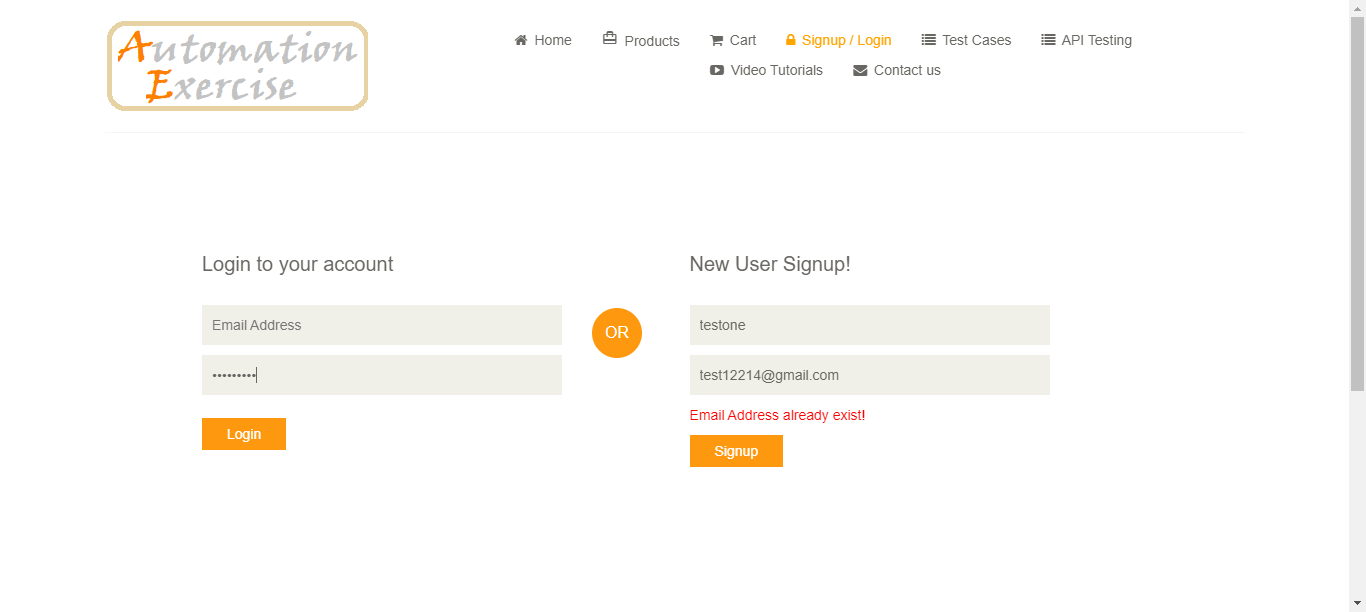 Automation
Exercise
Home Products Cart Signup / Login Test Cases API Testing
Video Tutorials Contact us
Login to your account
Email Address
•••••••••
Login
OR
New User Signup!
testone
test12214@gmail.com
Email Address already exist!
Signup